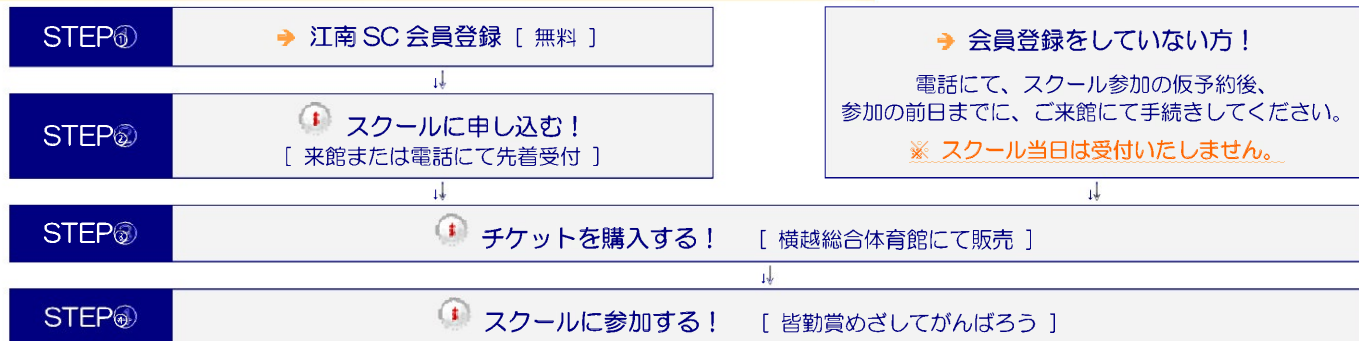 STEP① → 江南 SC 会員登録 [ 無料 ]
STEP② スクールに申し込む！
[ 来館または電話にて先着受付 ]
→ 会員登録をしていない方！
電話にて、スクール参加の仮予約後、
参加の前日までに、ご来館にて手続きしてください。
※ スクール当日は受付いたしません。
STEP③ チケットを購入する！ [ 横越総合体育館にて販売 ]
STEP④ スクールに参加する！ [ 皆勤賞めざしてがんばろう ]